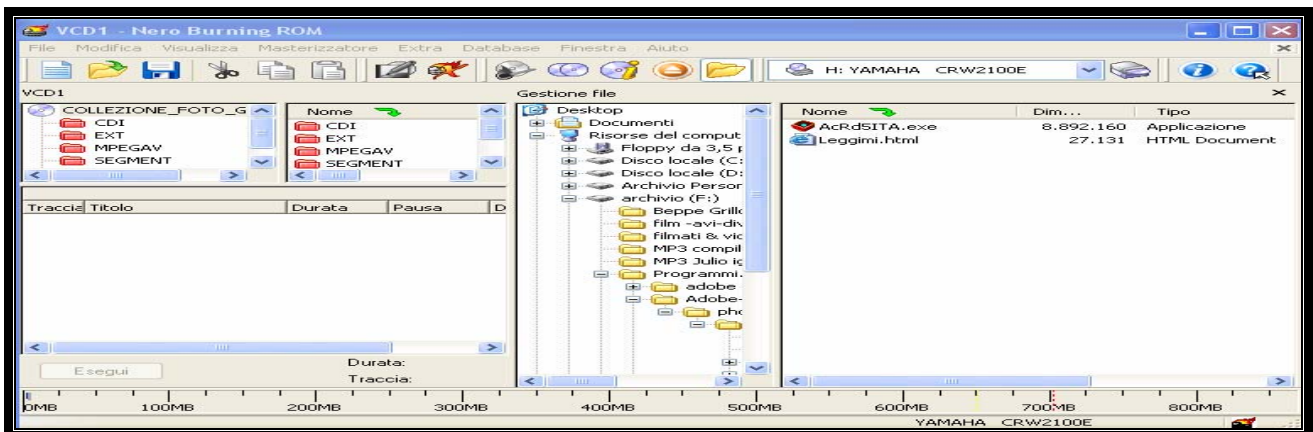 VCD1 - Nero Burning ROM
File Modifica Visualizza Masterizzatore Extra Database Finestra Aiuto
H: YAMAHA CRW2100E
VCD1
Gestione file
COLLEZIONE_FOTO_G
CDI
EXT
MPEGAV
SEGMENT
Nome
CDI
EXT
MPEGAV
SEGMENT
Traccia Titolo Durata Pausa D
Esegui
Durata:
Traccia:
Desktop
Documenti
Risorse del comput
Floppy da 3,5 p
Disco locale (C:
Disco locale (D:
Archivio Person
archivio (F:)
Beppe Grillo
film -avi-div
filmati & vic
MP3 compil
MP3 Julio ig
Programmi.
adobe
Adobe-
pho
Nome Dim... Tipo
AcRd5ITA.exe 8.892.160 Applicazione
Leggimi.html 27.131 HTML Document
0MB 100MB 200MB 300MB 400MB 500MB 600MB 700MB 800MB
YAMAHA CRW2100E